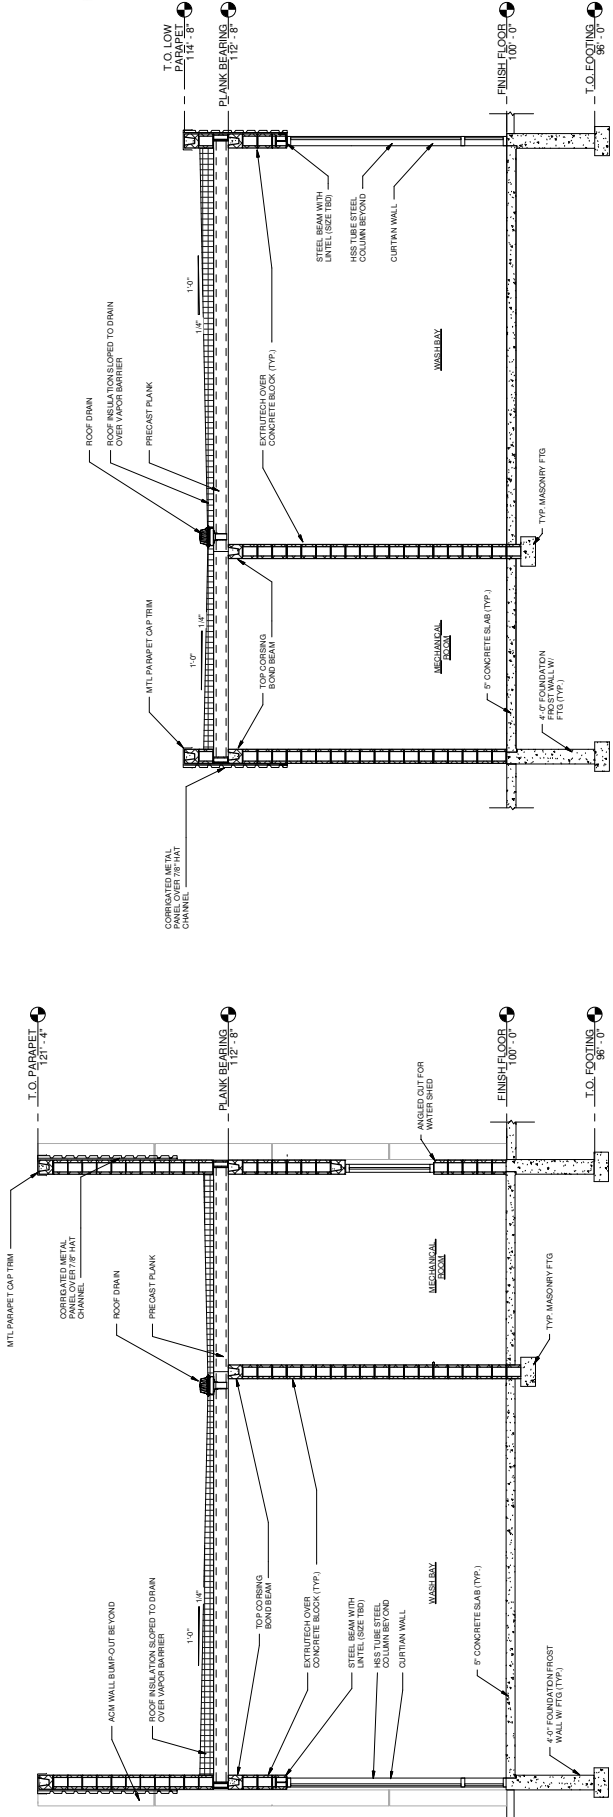 T.O. LOW
PARAPET
114' - 8"
PLANK BEARING
112' - 8"
FINISH FLOOR
100' - 0"
T.O. FOOTING
96' - 0"
ROOF DRAIN
ROOF INSULATION SLOPED TO DRAIN
OVER VAPOR BARRIER
PRECAST PLANK
1'-0"
1/4"
EXTRUTECH OVER
CONCRETE BLOCK (TYP.)
STEEL BEAM WITH
LINTEL (SIZE TBD)
HSS TUBE STEEL
COLUMN BEYOND
CURTIAN WALL
WASH BAY
TYP. MASONRY FTG
MTL PARAPET CAP TRIM
1'-0"
1/4"
TOP CORSING
BOND BEAM
MECHANICAL
ROOM
5" CONCRETE SLAB (TYP.)
4'-0" FOUNDATION
FROST WALL W/
FTG (TYP.)
CORRIGATED METAL
PANEL OVER 7/8" HAT
CHANNEL
T.O. PARAPET
121' - 4"
PLANK BEARING
112' - 8"
FINISH FLOOR
100' - 0"
T.O. FOOTING
96' - 0"
ANGLED CUT FOR
WATER SHED
MTL PARAPET CAP TRIM
CORRIGATED METAL
PANEL OVER 7/8" HAT
CHANNEL
ROOF DRAIN
PRECAST PLANK
MECHANICAL
ROOM
TYP. MASONRY FTG
ACM WALL BUMPOUT BEYOND
ROOF INSULATION SLOPED TO DRAIN
OVER VAPOR BARRIER
1'-0"
1/4"
TOP CORSING
BOND BEAM
EXTRUTECH OVER
CONCRETE BLOCK (TYP.)
STEEL BEAM WITH
LINTEL (SIZE TBD)
HSS TUBE STEEL
COLUMN BEYOND
CURTIAN WALL
WASH BAY
5" CONCRETE SLAB (TYP.)
4'-0" FOUNDATION FROST
WALL W/ FTG (TYP.)